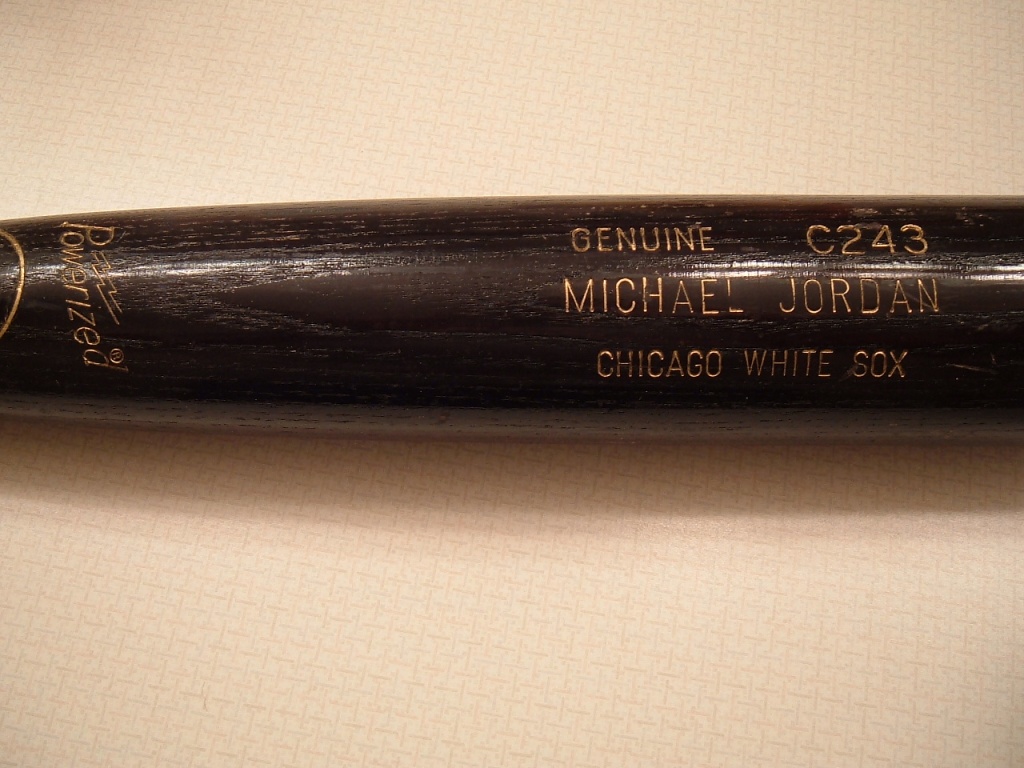 Powerized®
GENUINE C243
MICHAEL JORDAN
CHICAGO WHITE SOX